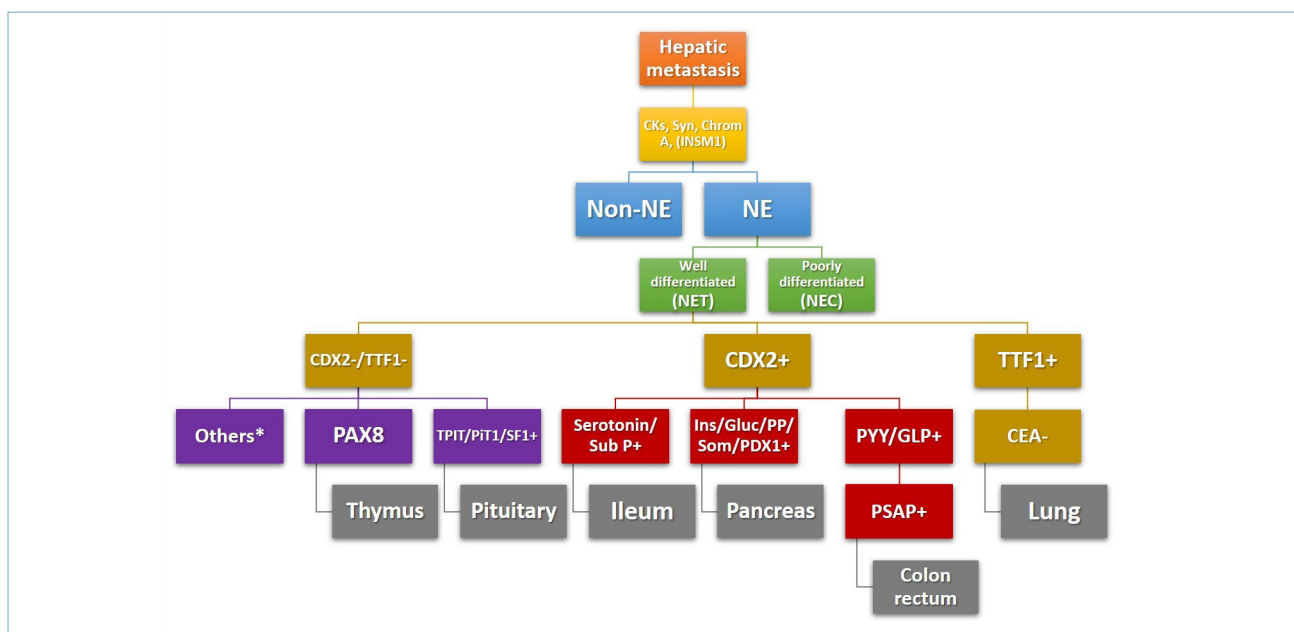 Hepatic
metastasis
CKs, Syn, Chrom
A, (INSM1)
Non-NE
NE
Well
differentiated
(NET)
Poorly
differentiated
(NEC)
CDX2-/TTF1-
CDX2+
TTF1+
Others*
PAX8
TPIT/PiT1/SF1+
Serotonin/
Sub P+
Ins/Gluc/PP/
Som/PDX1+
PYY/GLP+
CEA-
Thymus
Pituitary
Ileum
Pancreas
PSAP+
Lung
Colon
rectum